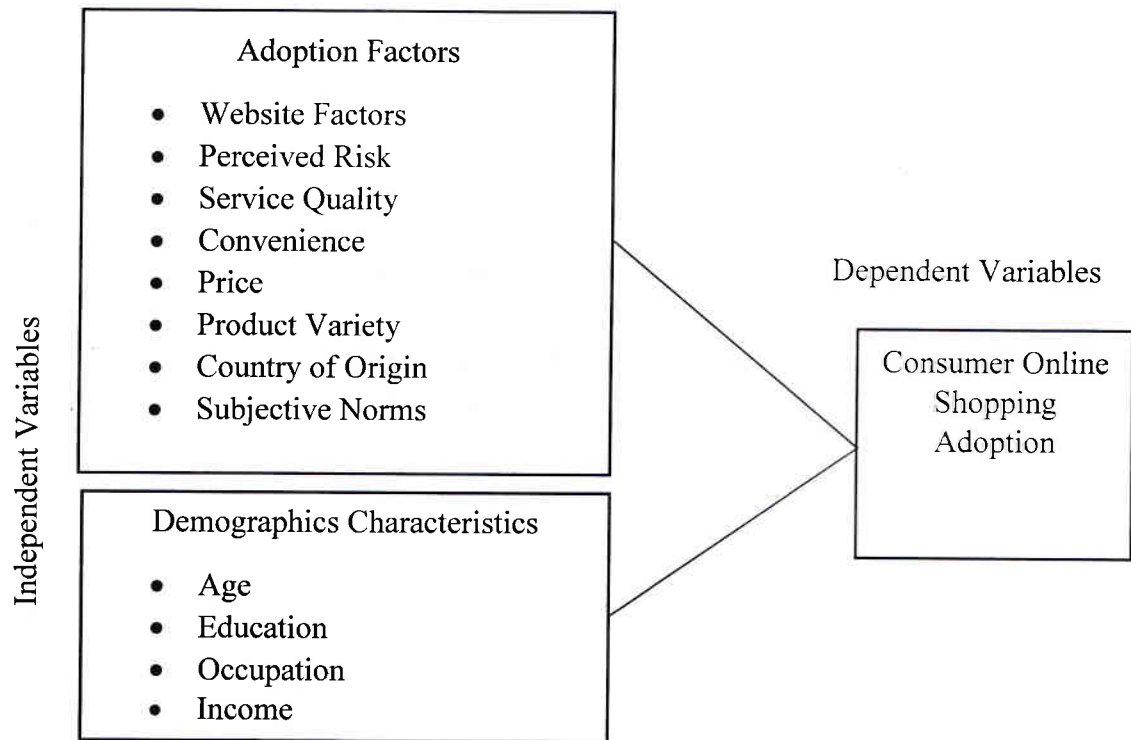 Adoption Factors
• Website Factors
• Perceived Risk
• Service Quality
• Convenience
• Price
• Product Variety
• Country of Origin
• Subjective Norms
Independent Variables
Demographics Characteristics
• Age
• Education
• Occupation
• Income
Dependent Variables
Consumer Online
Shopping
Adoption